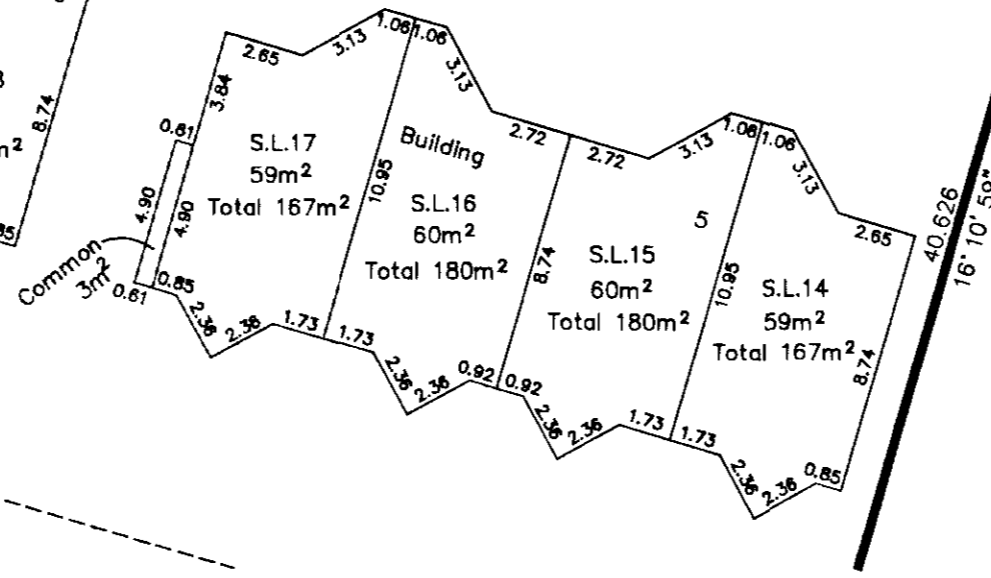 8.74
m²
2.65
3.13
1.06
1.06
3.13
3.84
0.61
4.90
4.90
Common
3m²
0.61
0.85
S.L.17
59m²
Total 167m²
10.95
2.36
2.36
1.73
Building
S.L.16
60m²
Total 180m²
2.72
8.74
1.73
2.36
2.36
0.92
5
S.L.15
60m²
Total 180m²
2.72
3.13
1.06
10.95
0.92
2.36
2.36
1.73
S.L.14
59m²
Total 167m²
1.06
3.13
2.65
8.74
1.73
2.36
2.36
0.85
40.626
16° 10' 59"